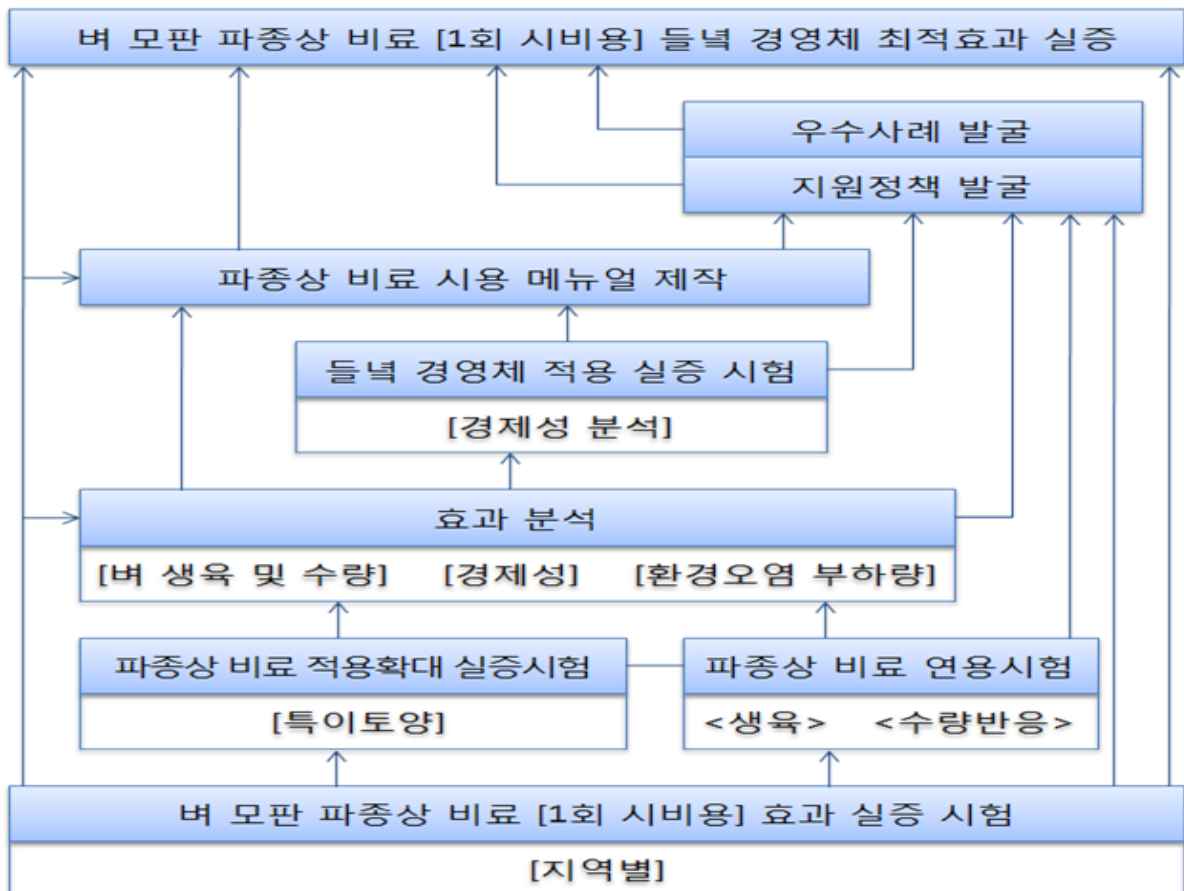 벼 모판 파종상 비료 [1회 시비용] 들녘 경영체 최적효과 실증
우수사례 발굴
지원정책 발굴
파종상 비료 시용 메뉴얼 제작
들녘 경영체 적용 실증 시험
[경제성 분석]
효과 분석
[벼 생육 및 수량] [경제성] [환경오염 부하량]
파종상 비료 적용확대 실증시험
[특이토양]
파종상 비료 연용시험
<생육> <수량반응>
벼 모판 파종상 비료 [1회 시비용] 효과 실증 시험
[지역별]